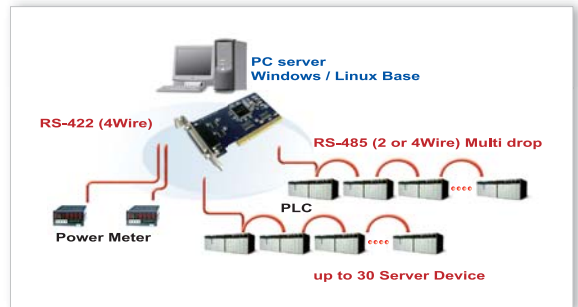 PC server
Windows / Linux Base
RS-422 (4Wire)
RS-485 (2 or 4Wire) Multi drop
PLC
Power Meter
up to 30 Server Device